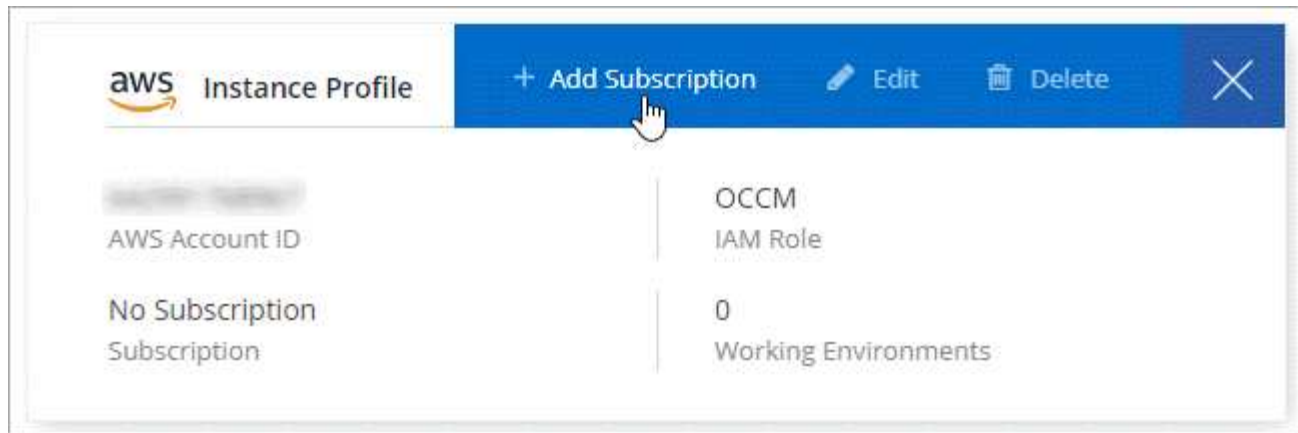 aws Instance Profile + Add Subscription Edit Delete
OCCM
AWS Account ID IAM Role
No Subscription 0
Subscription Working Environments